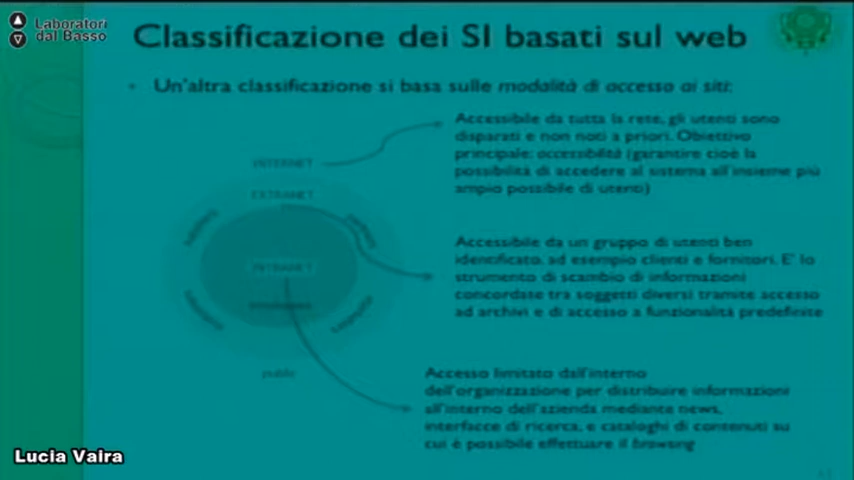 Laboratori
dal Basso
Classificazione dei SI basati sul web
• Un'altra classificazione si basa sulle modalità di accesso ai siti:
Accessibile da tutta la rete, gli utenti sono
disparati e non noti a priori. Obiettivo
principale: accessibilità (garantire cioè la
possibilità di accedere al sistema all'insieme più
ampio possibile di utenti)
INTERNET
EXTRANET
INTRANET
Accessibile da un gruppo di utenti ben
identificato, ad esempio clienti e fornitori. E' lo
strumento di scambio di informazioni
concordate tra soggetti diversi tramite accesso
ad archivi e di accesso a funzionalità predefinite
public
Accesso limitato dall'interno
dell'organizzazione per distribuire informazioni
all'interno dell'azienda mediante news,
interfacce di ricerca, e cataloghi di contenuti su
cui è possibile effettuare il browsing
Lucia Vaira